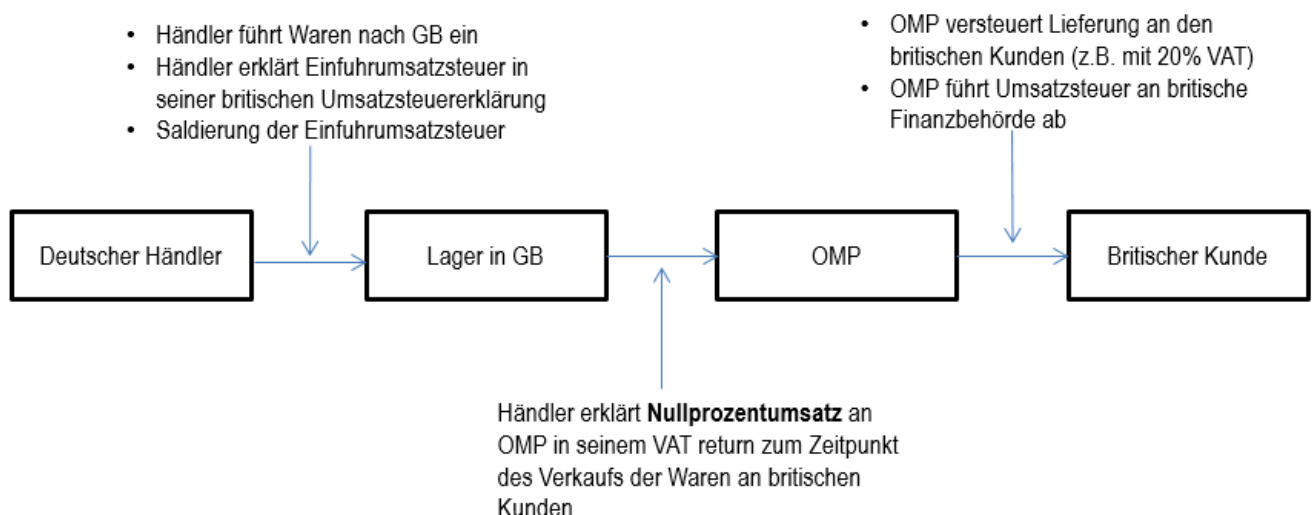 • Händler führt Waren nach GB ein
• Händler erklärt Einfuhrumsatzsteuer in
seiner britischen Umsatzsteuererklärung
• Saldierung der Einfuhrumsatzsteuer
• OMP versteuert Lieferung an den
britischen Kunden (z.B. mit 20% VAT)
• OMP führt Umsatzsteuer an britische
Finanzbehörde ab
Deutscher Händler
Lager in GB
OMP
Britischer Kunde
Händler erklärt Nullprozentumsatz an
OMP in seinem VAT return zum Zeitpunkt
des Verkaufs der Waren an britischen
Kunden